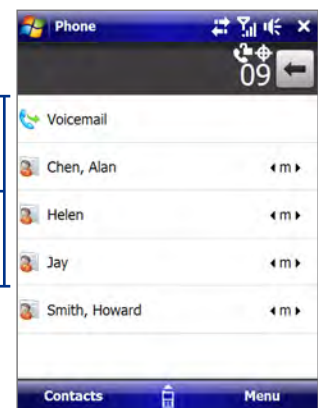 Phone
09
Voicemail
Chen, Alan m
Helen m
Jay m
Smith, Howard m
Contacts Menu